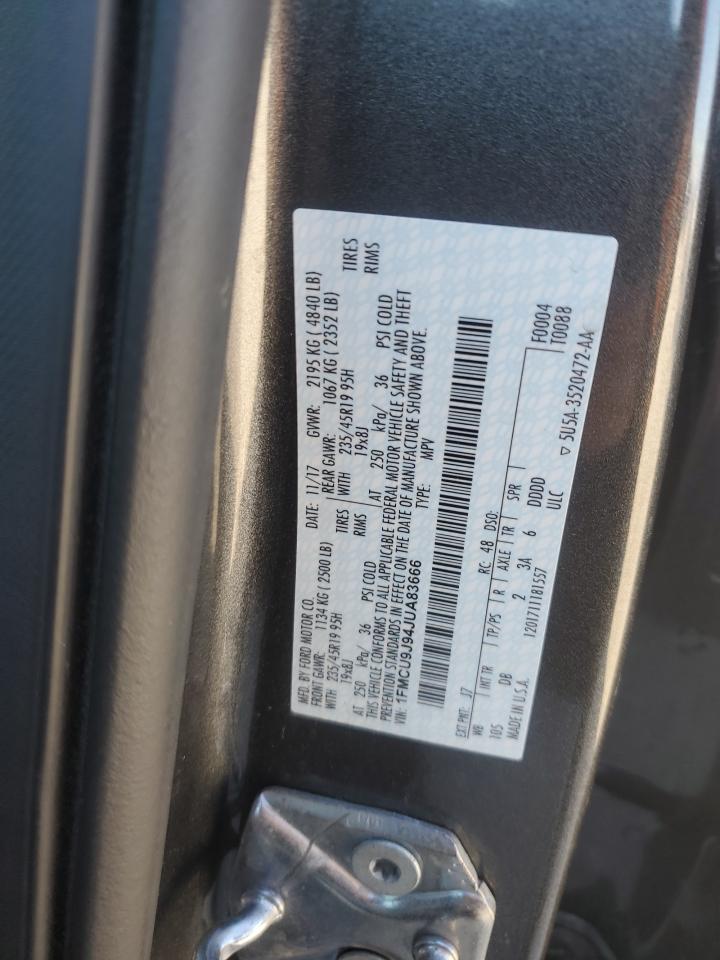 MFD. BY FORD MOTOR CO.
DATE: 11/17 GVWR: 2195 KG ( 4840 LB)
FRONT GAWR: 1134 KG ( 2500 LB) REAR GAWR: 1067 KG ( 2352 LB)
WITH 235/45R19 95H TIRES WITH 235/45R19 95H TIRES
19x8J RIMS 19x8J RIMS
AT 250 kPa/ 36 PSI COLD AT 250 kPa/ 36 PSI COLD
THIS VEHICLE CONFORMS TO ALL APPLICABLE FEDERAL MOTOR VEHICLE SAFETY AND THEFT
PREVENTION STANDARDS IN EFFECT ON THE DATE OF MANUFACTURE SHOWN ABOVE.
VIN: 1FMCU9J94JUA83666 TYPE: MPV
EXT PNT: J7 RC: 48 DSO: F0004
WB INT TR TP/PS R AXLE TR SPR T0088
105 DB 2 3A 6 DDDD
MADE IN U.S.A. 12017111181557 ULC
▽ 5U5A-3520472-AA